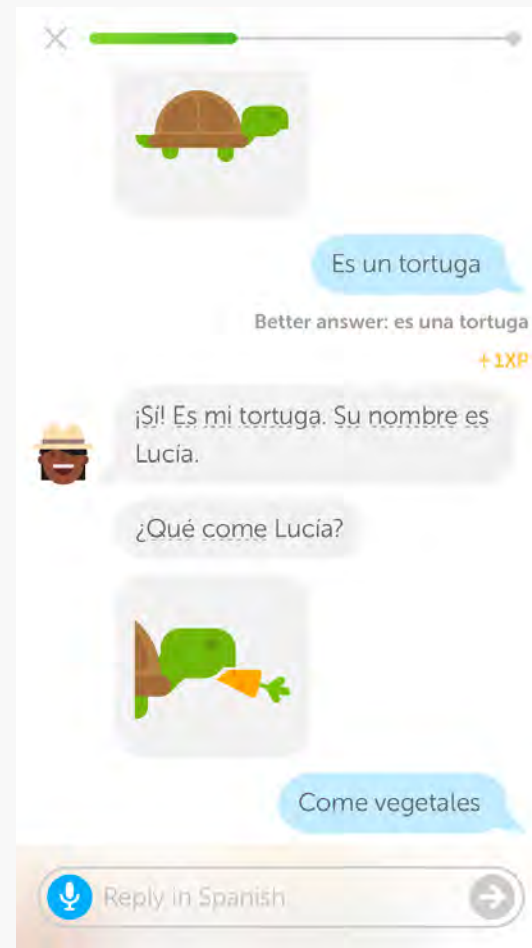 Es un tortuga
Better answer: es una tortuga
+1XP
¡Sí! Es mi tortuga. Su nombre es
Lucía.
¿Qué come Lucía?
Come vegetales
Reply in Spanish